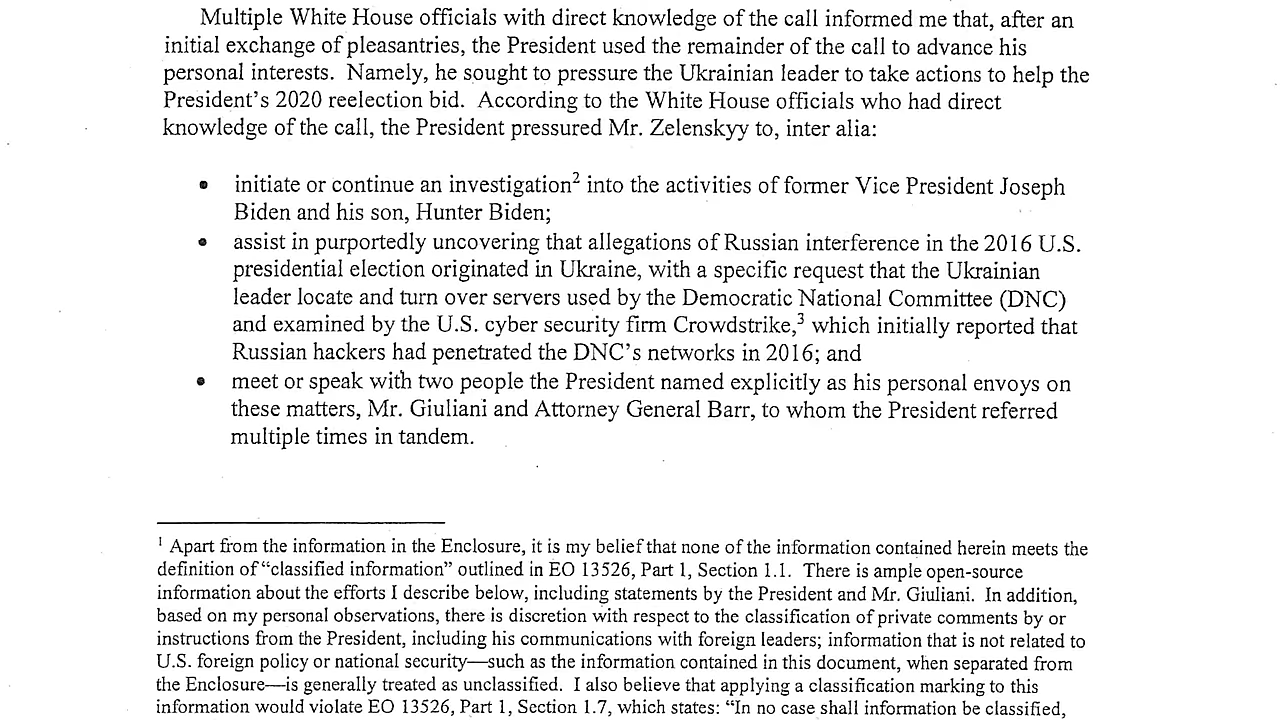 Multiple White House officials with direct knowledge of the call informed me that, after an
initial exchange of pleasantries, the President used the remainder of the call to advance his
personal interests.  Namely, he sought to pressure the Ukrainian leader to take actions to help the
President's 2020 reelection bid.  According to the White House officials who had direct
knowledge of the call, the President pressured Mr. Zelenskyy to, inter alia:
• initiate or continue an investigation² into the activities of former Vice President Joseph
Biden and his son, Hunter Biden;
• assist in purportedly uncovering that allegations of Russian interference in the 2016 U.S.
presidential election originated in Ukraine, with a specific request that the Ukrainian
leader locate and turn over servers used by the Democratic National Committee (DNC)
and examined by the U.S. cyber security firm Crowdstrike,³ which initially reported that
Russian hackers had penetrated the DNC's networks in 2016; and
• meet or speak with two people the President named explicitly as his personal envoys on
these matters, Mr. Giuliani and Attorney General Barr, to whom the President referred
multiple times in tandem.
¹ Apart from the information in the Enclosure, it is my belief that none of the information contained herein meets the
definition of "classified information" outlined in EO 13526, Part 1, Section 1.1.  There is ample open-source
information about the efforts I describe below, including statements by the President and Mr. Giuliani.  In addition,
based on my personal observations, there is discretion with respect to the classification of private comments by or
instructions from the President, including his communications with foreign leaders; information that is not related to
U.S. foreign policy or national security—such as the information contained in this document, when separated from
the Enclosure—is generally treated as unclassified.  I also believe that applying a classification marking to this
information would violate EO 13526, Part 1, Section 1.7, which states: "In no case shall information be classified,